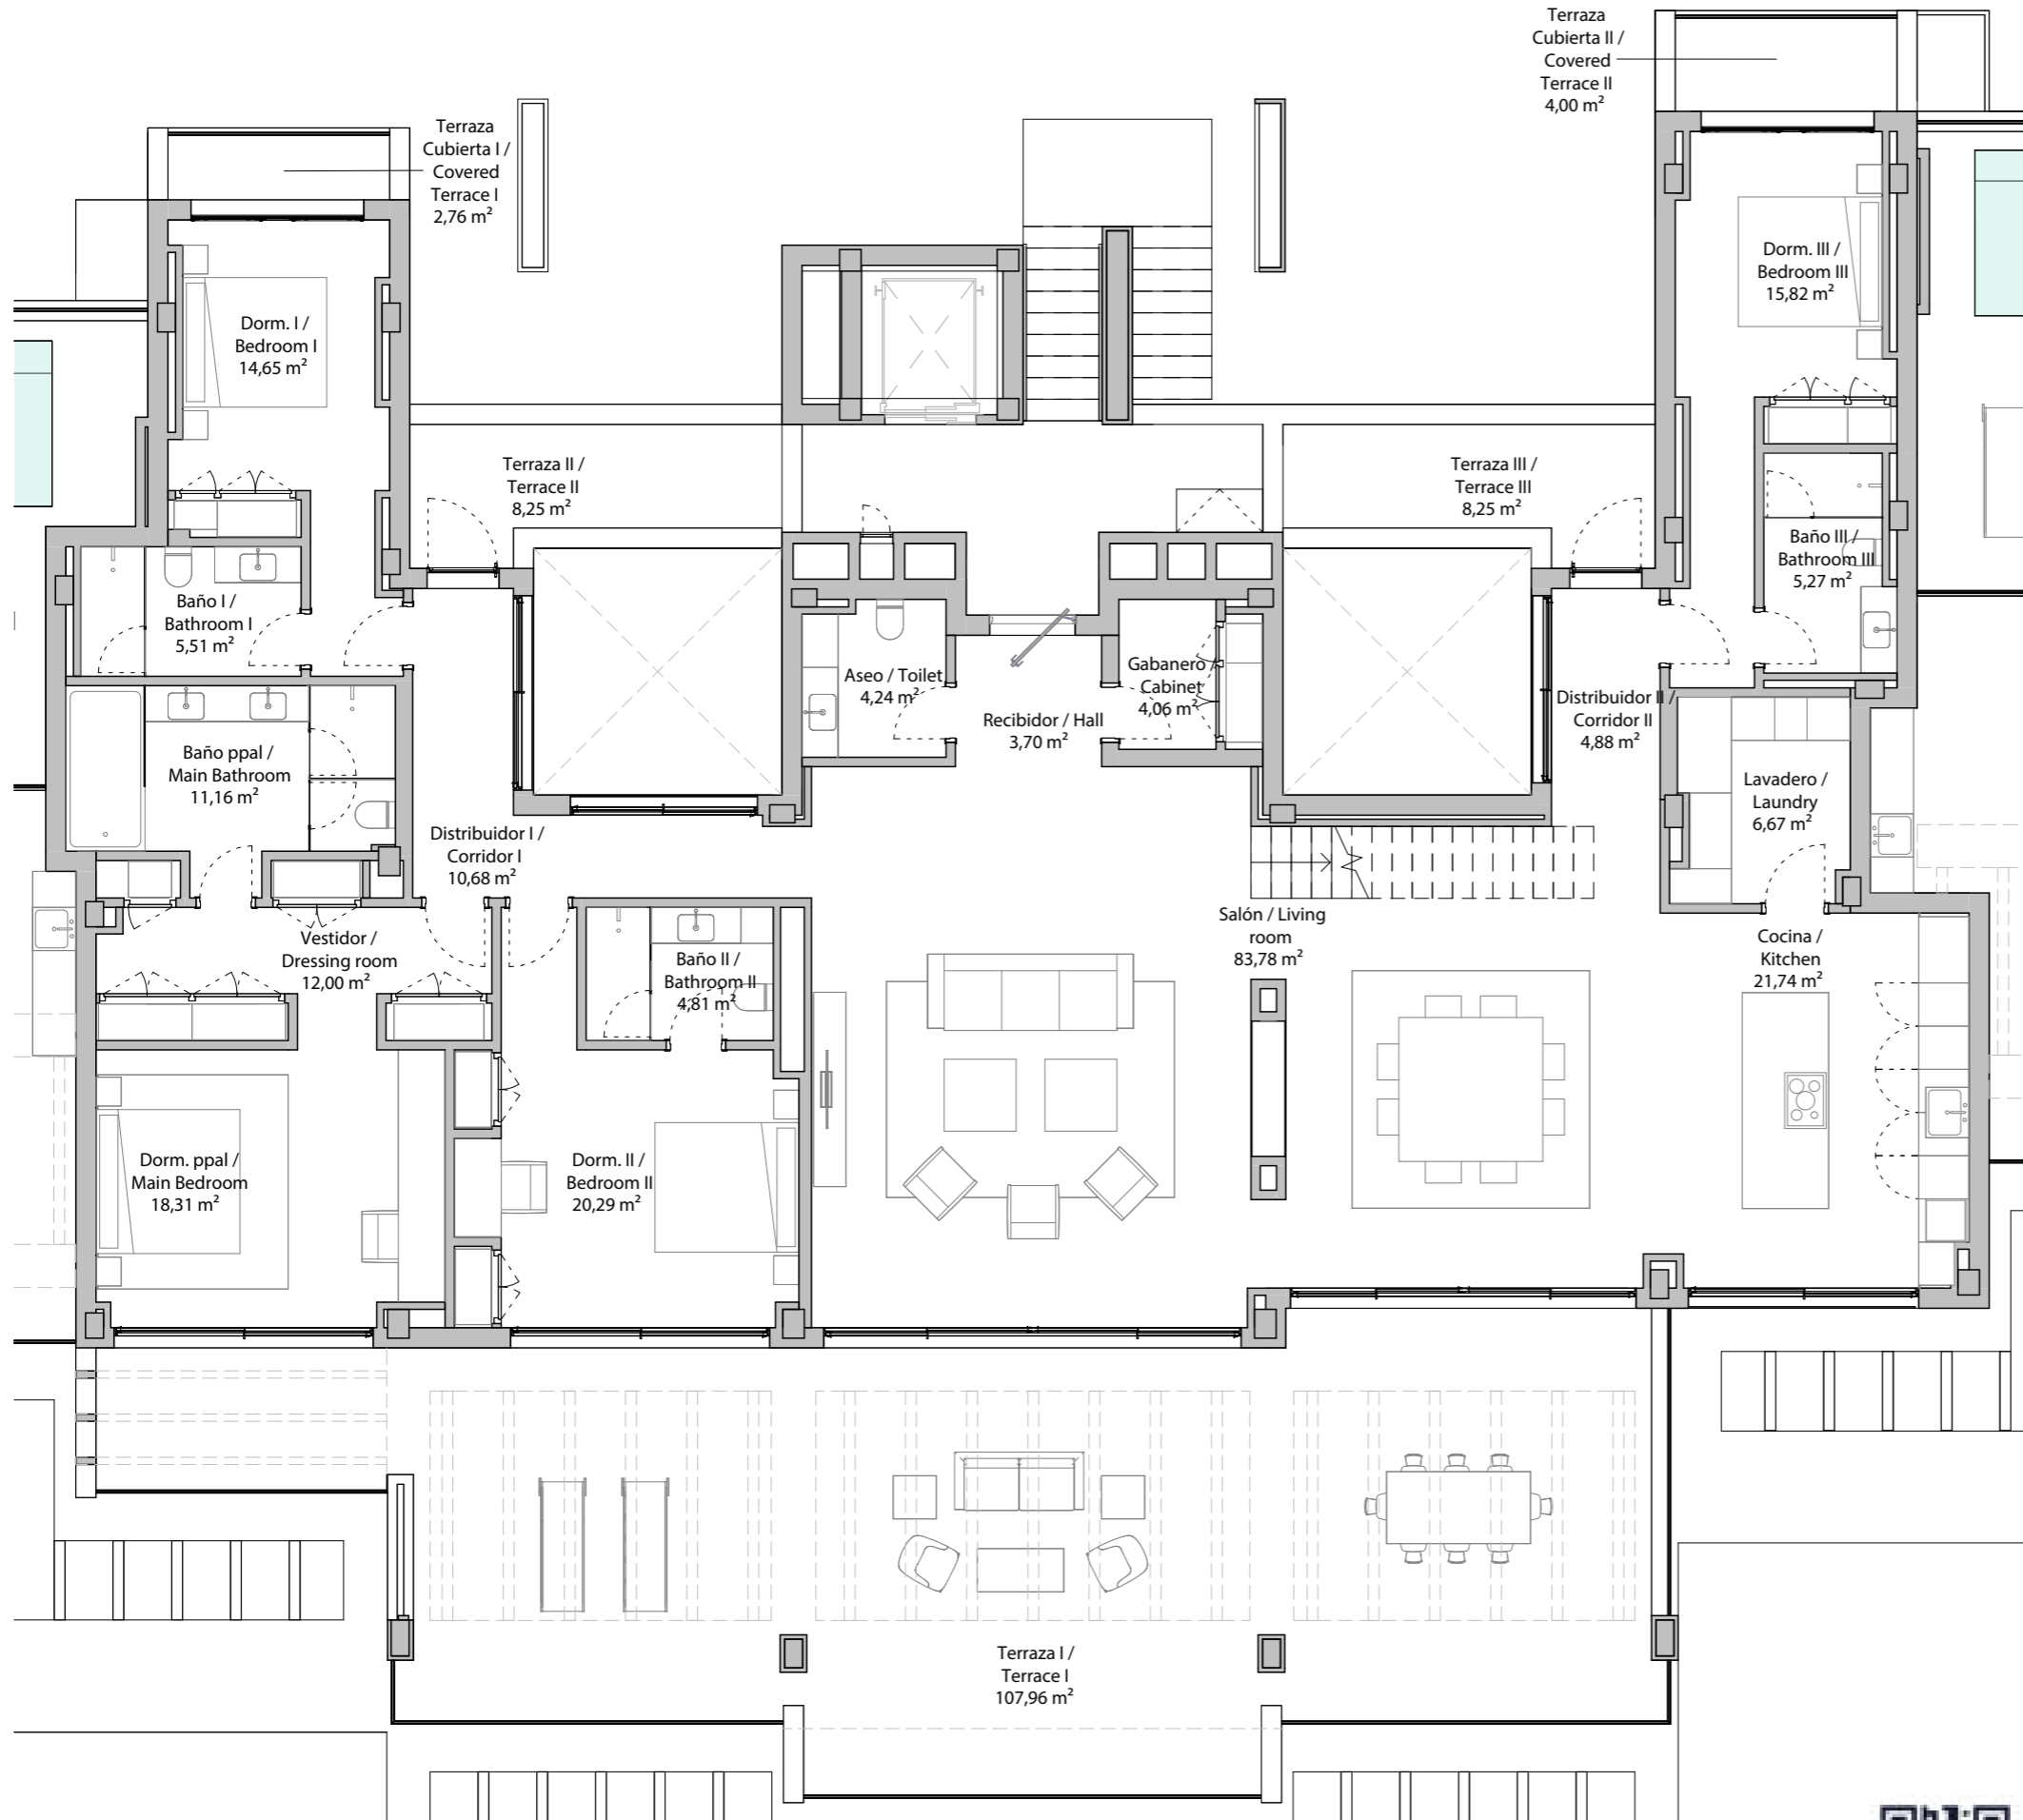 Terraza
Cubierta II /
Covered
Terrace II
4,00 m²
Terraza
Cubierta I /
Covered
Terrace I
2,76 m²
Dorm. III /
Bedroom III
15,82 m²
Dorm. I /
Bedroom I
14,65 m²
Terraza II /
Terrace II
8,25 m²
Terraza III /
Terrace III
8,25 m²
Baño III /
Bathroom III
5,27 m²
Baño I /
Bathroom I
5,51 m²
Aseo / Toilet
4,24 m²
Gabanero /
Cabinet
4,06 m²
Recibidor / Hall
3,70 m²
Distribuidor II /
Corridor II
4,88 m²
Baño ppal /
Main Bathroom
11,16 m²
Lavadero /
Laundry
6,67 m²
Distribuidor I /
Corridor I
10,68 m²
Salón / Living
room
83,78 m²
Vestidor /
Dressing room
12,00 m²
Baño II /
Bathroom II
4,81 m²
Cocina /
Kitchen
21,74 m²
Dorm. ppal /
Main Bedroom
18,31 m²
Dorm. II /
Bedroom II
20,29 m²
Terraza I /
Terrace I
107,96 m²